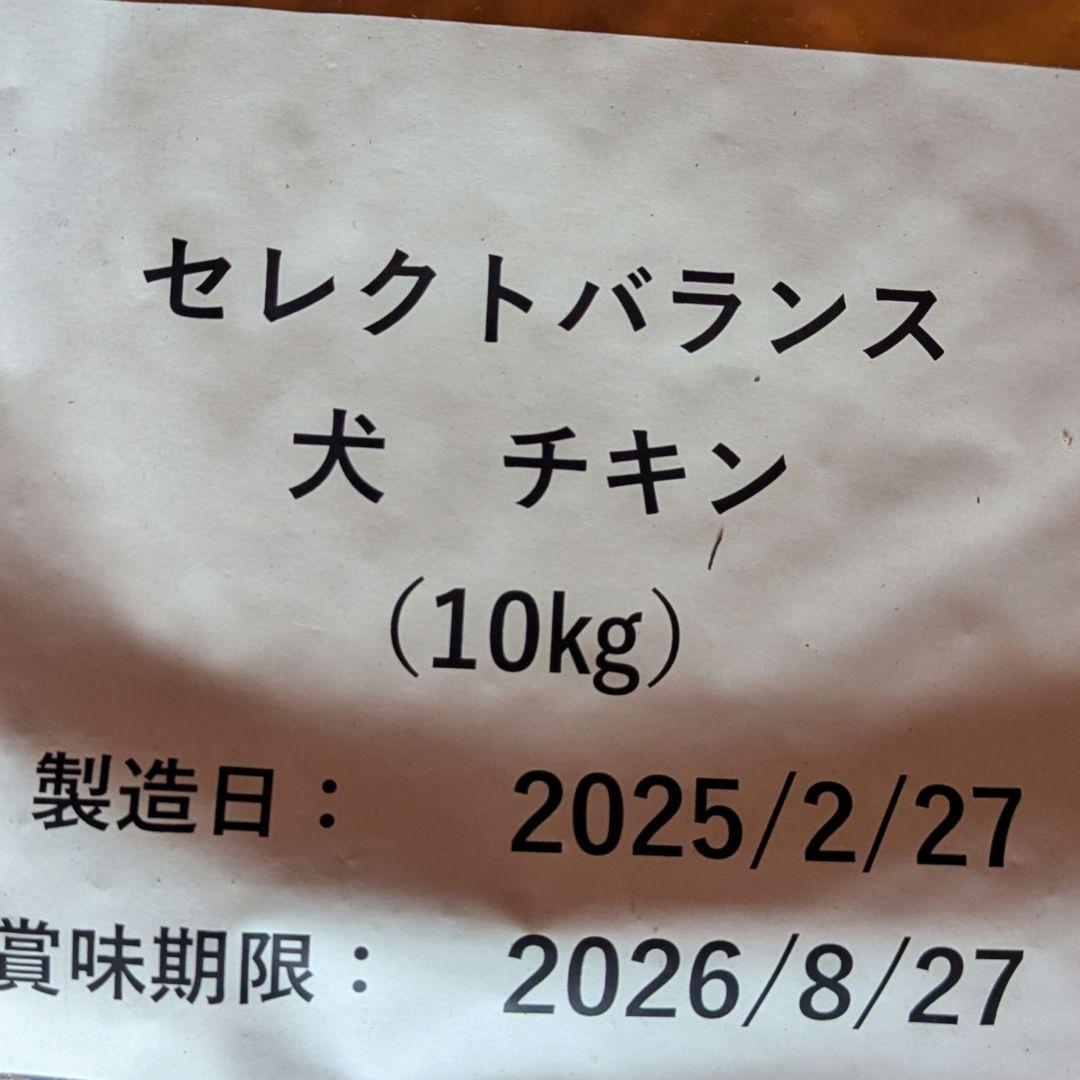 セレクトバランス
犬　チキン
（10kg）
製造日：　2025/2/27
賞味期限：　2026/8/27